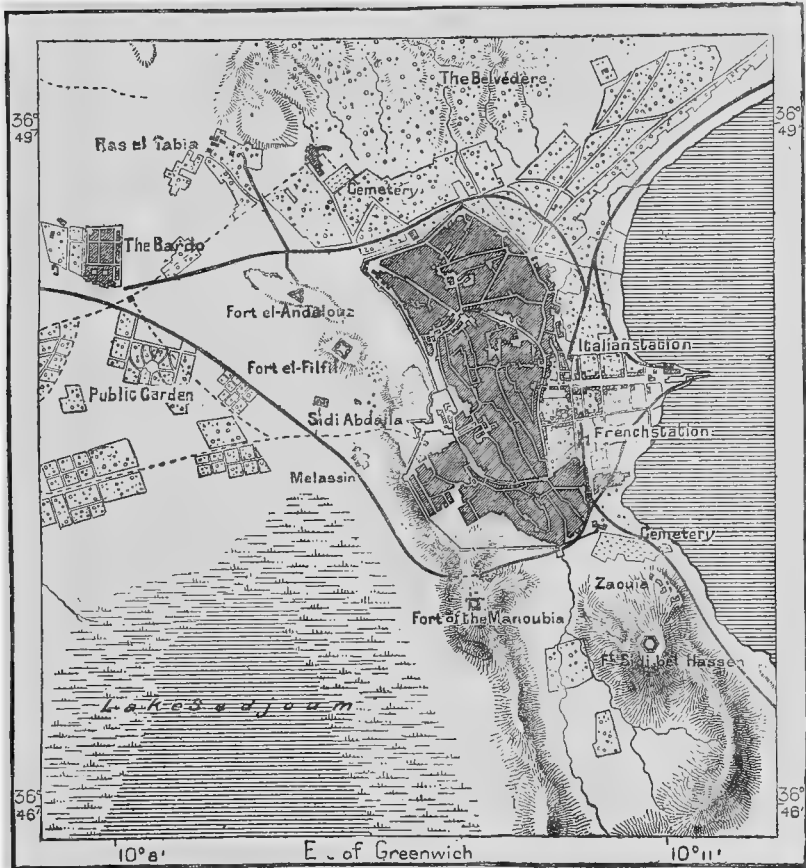 The Belvédère
36°
49'
36°
49'
Ras el Tabia
Cemetery
The Bardo
Fort el-Andalouz
Italian station
Fort el-Filfil
Public Garden
Sidi Abdalla
French station
Melassin
Cemetery
Zaouia
Fort of the Manoubia
Ft Sidi bel Hassen
Lake Sedjoum
36°
46'
36°
46'
10°8'
E. of Greenwich
10°11'